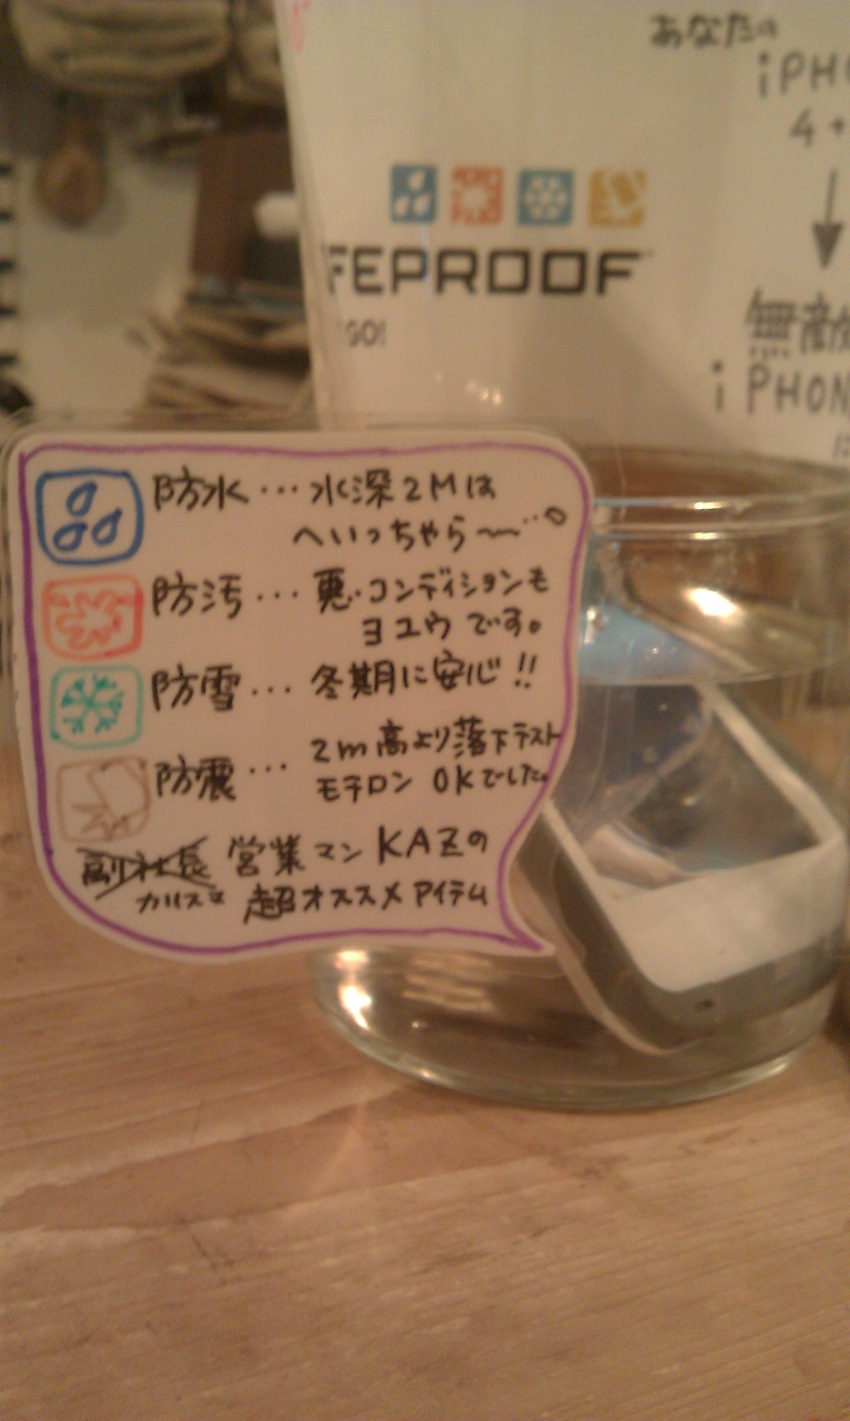 あなたの
iPHO
4 +
↓
無敵
iPHON
FEPROOF
GO!
防水…水深2Mは
へいっちゃら〜…。
防汚…悪コンディションも
ヨユウです。
防雪…冬期に安心!!
防震…2m高より落下テスト
モチロン OKでした。
副社長 営業マンKAZの
超オススメアイテム